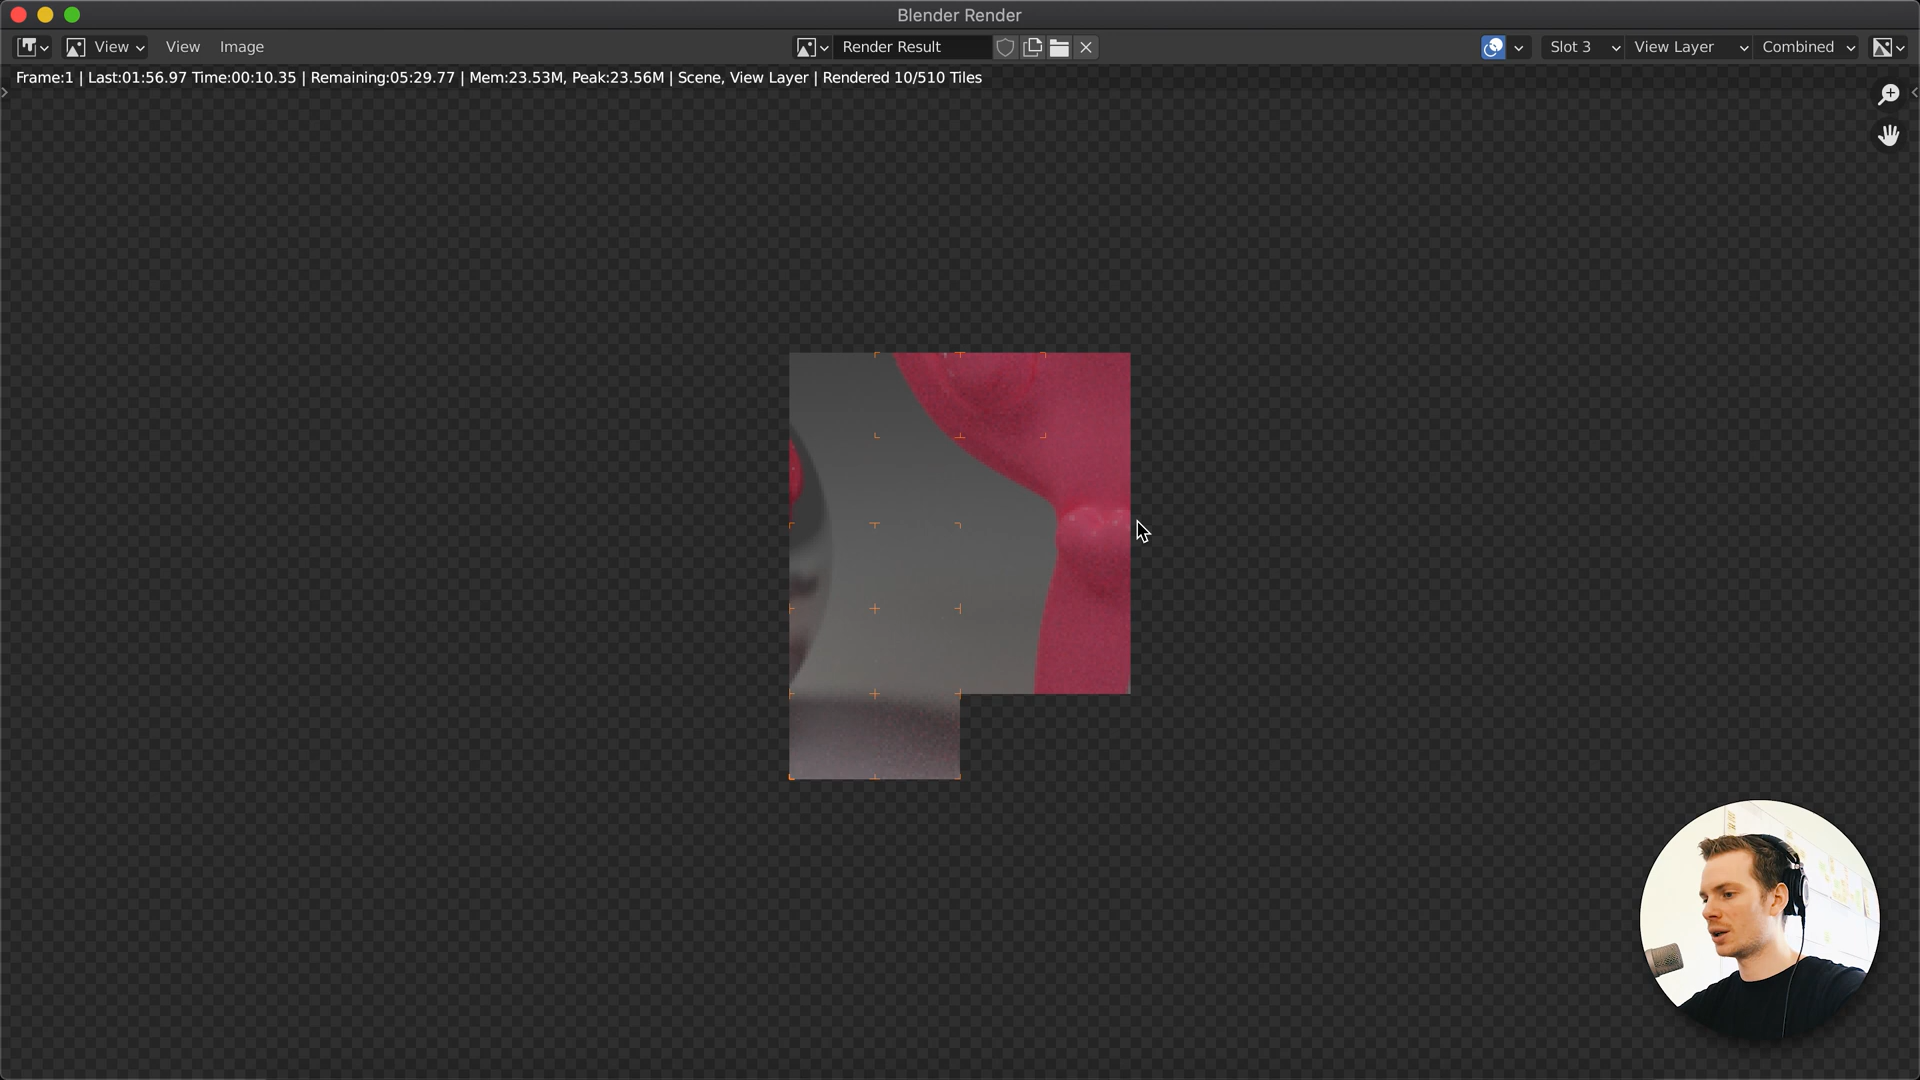 Blender Render
View View Image Render Result Slot 3 View Layer Combined
Frame:1 | Last:01:56.97 Time:00:10.35 | Remaining:05:29.77 | Mem:23.53M, Peak:23.56M | Scene, View Layer | Rendered 10/510 Tiles